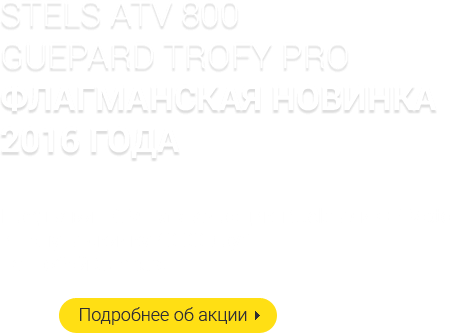 STELS ATV 800
GUEPARD TROFY PRO
ФЛАГМАНСКАЯ НОВИНКА
2016 ГОДА
Подробнее об акции